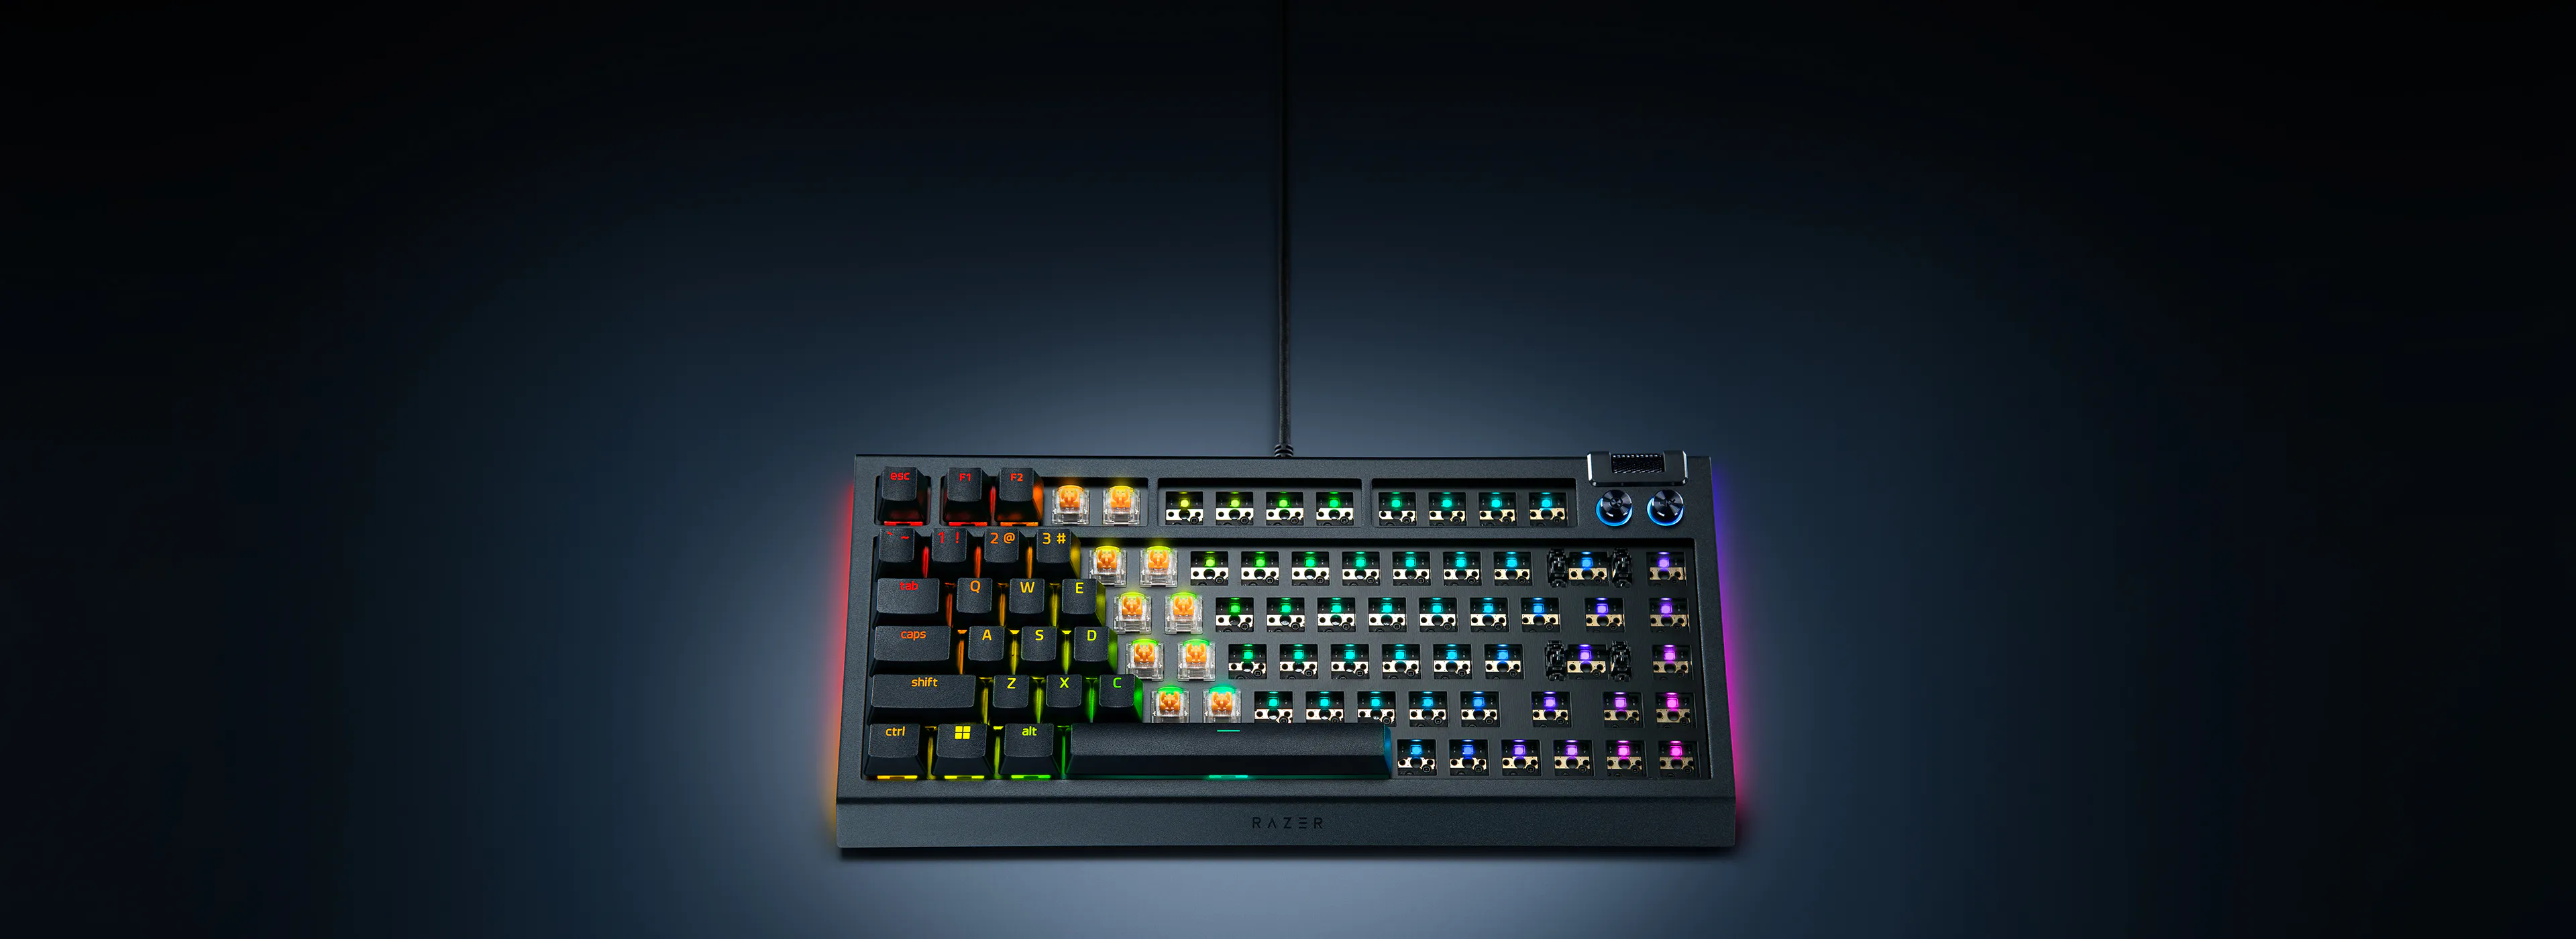 esc F1 F2
` ~ 1 ! 2 @ 3 #
tab Q W E
caps A S D
shift Z X C
ctrl alt
RAZER